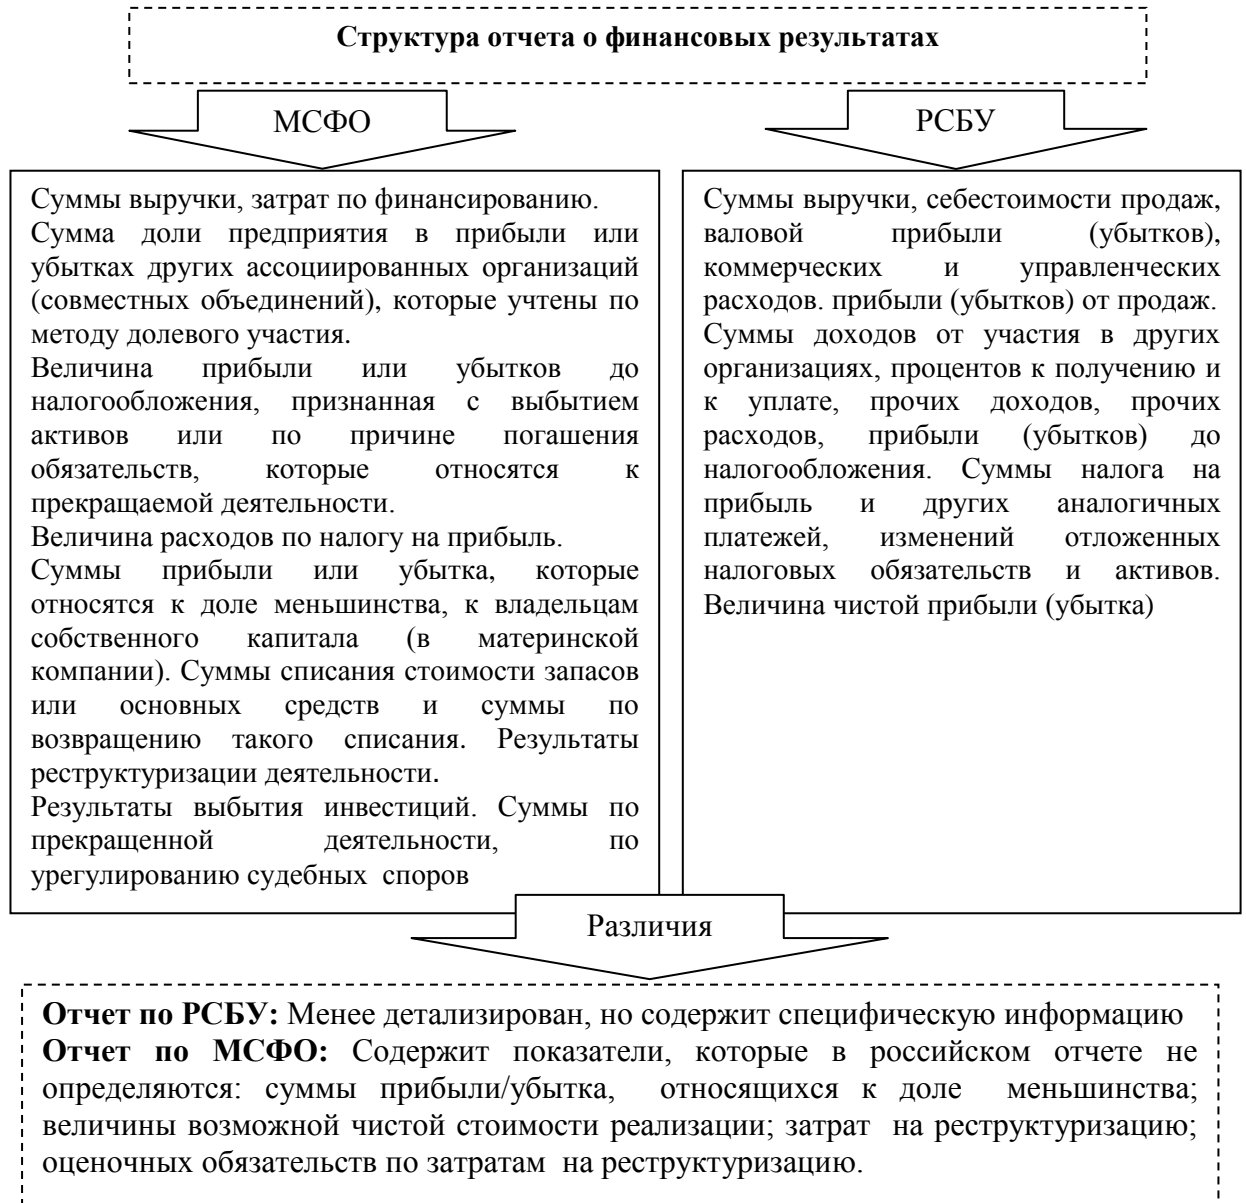 Структура отчета о финансовых результатах
МСФО
РСБУ
Суммы выручки, затрат по финансированию.
Сумма доли предприятия в прибыли или
убытках других ассоциированных организаций
(совместных объединений), которые учтены по
методу долевого участия.
Величина прибыли или убытков до
налогообложения, признанная с выбытием
активов или по причине погашения
обязательств, которые относятся к
прекращаемой деятельности.
Величина расходов по налогу на прибыль.
Суммы прибыли или убытка, которые
относятся к доле меньшинства, к владельцам
собственного капитала (в материнской
компании). Суммы списания стоимости запасов
или основных средств и суммы по
возвращению такого списания. Результаты
реструктуризации деятельности.
Результаты выбытия инвестиций. Суммы по
прекращенной деятельности, по
урегулированию судебных споров
Суммы выручки, себестоимости продаж,
валовой прибыли (убытков),
коммерческих и управленческих
расходов. прибыли (убытков) от продаж.
Суммы доходов от участия в других
организациях, процентов к получению и
к уплате, прочих доходов, прочих
расходов, прибыли (убытков) до
налогообложения. Суммы налога на
прибыль и других аналогичных
платежей, изменений отложенных
налоговых обязательств и активов.
Величина чистой прибыли (убытка)
Различия
Отчет по РСБУ: Менее детализирован, но содержит специфическую информацию
Отчет по МСФО: Содержит показатели, которые в российском отчете не
определяются: суммы прибыли/убытка, относящихся к доле меньшинства;
величины возможной чистой стоимости реализации; затрат на реструктуризацию;
оценочных обязательств по затратам на реструктуризацию.